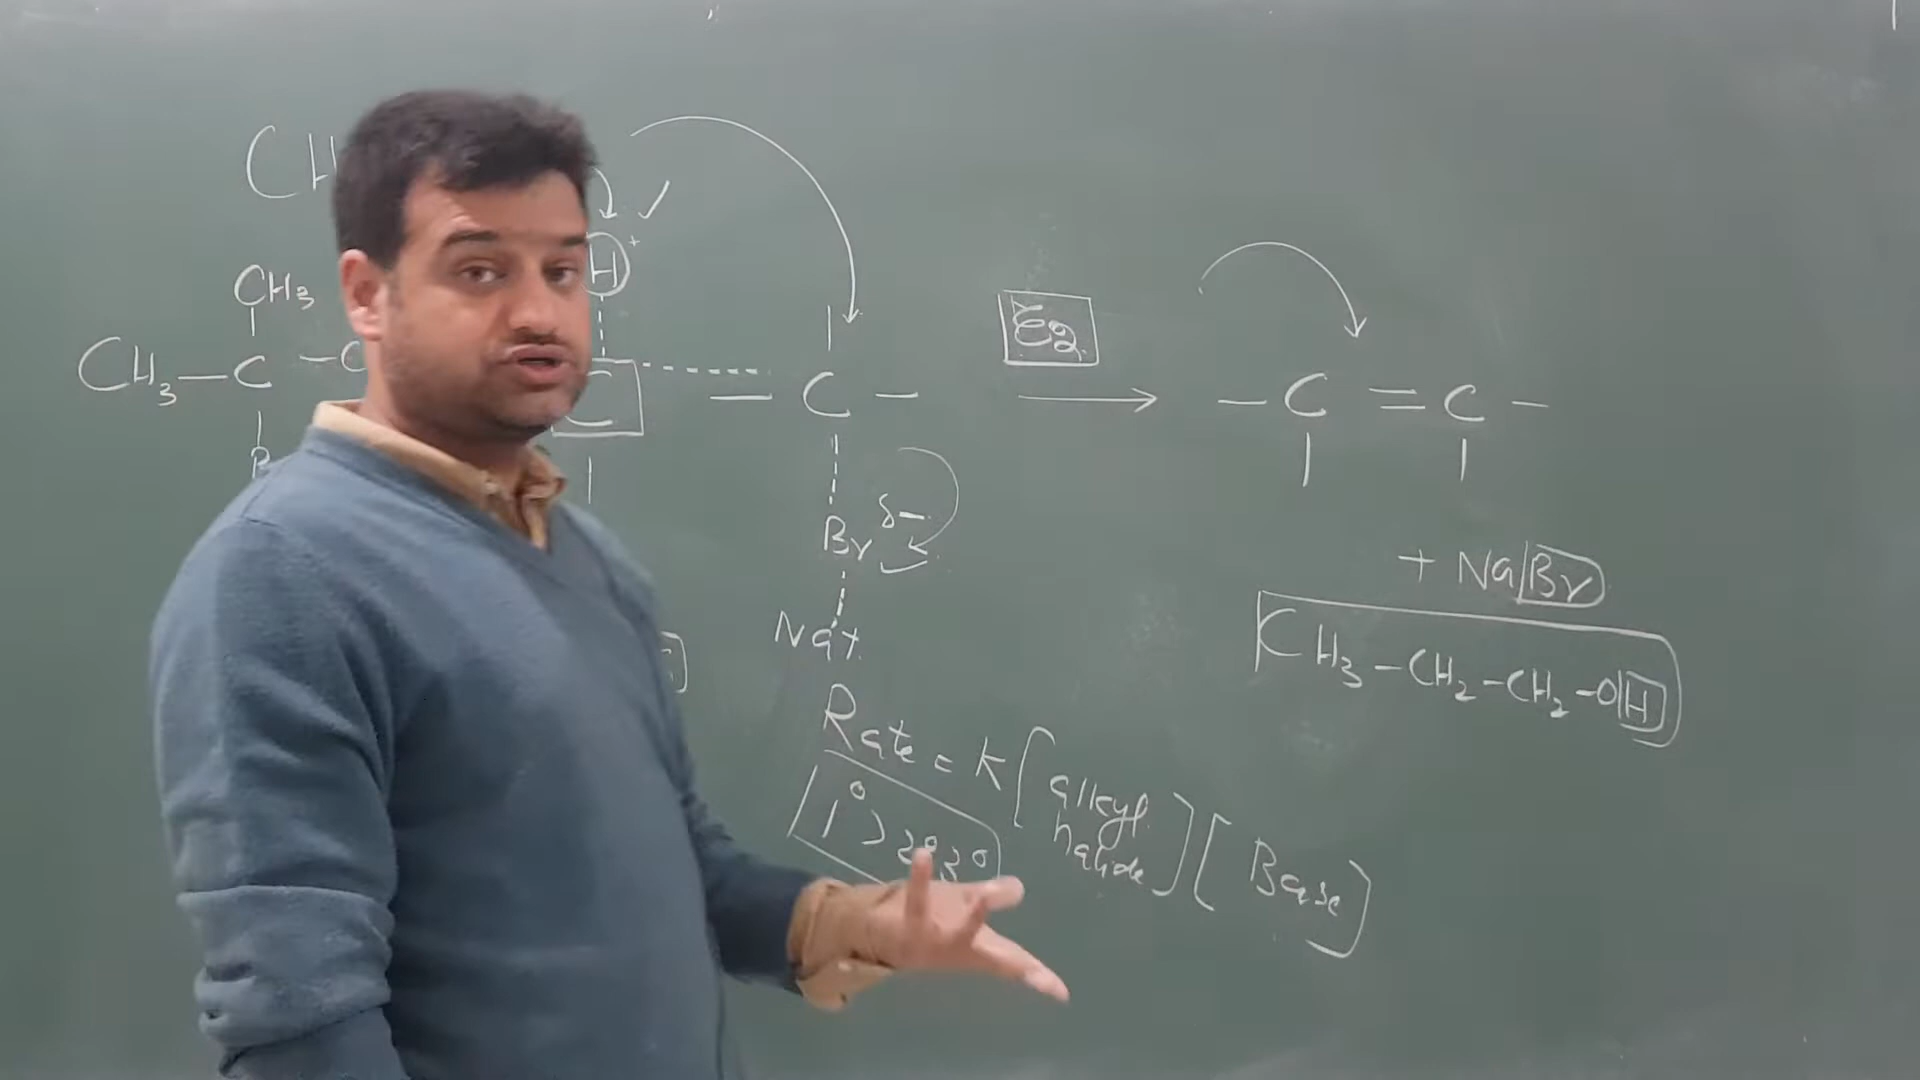 CH
H+ ✓
CH3
CH3—C—C
C ----- —C—
E2
—C=C—
Br δ−
+ NaBr
Na+
CH3-CH2-CH2-OH
Rate = K [alkyl halide] [Base]
1° > 2° 3°